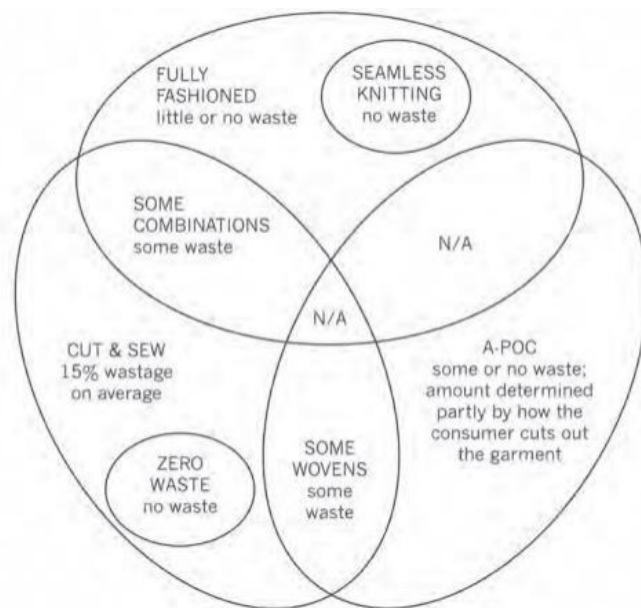 FULLY
FASHIONED
little or no waste
SEAMLESS
KNITTING
no waste
SOME
COMBINATIONS
some waste
N/A
N/A
CUT & SEW
15% wastage
on average
A-POC
some or no waste;
amount determined
partly by how the
consumer cuts out
the garment
ZERO
WASTE
no waste
SOME
WOVENS
some
waste